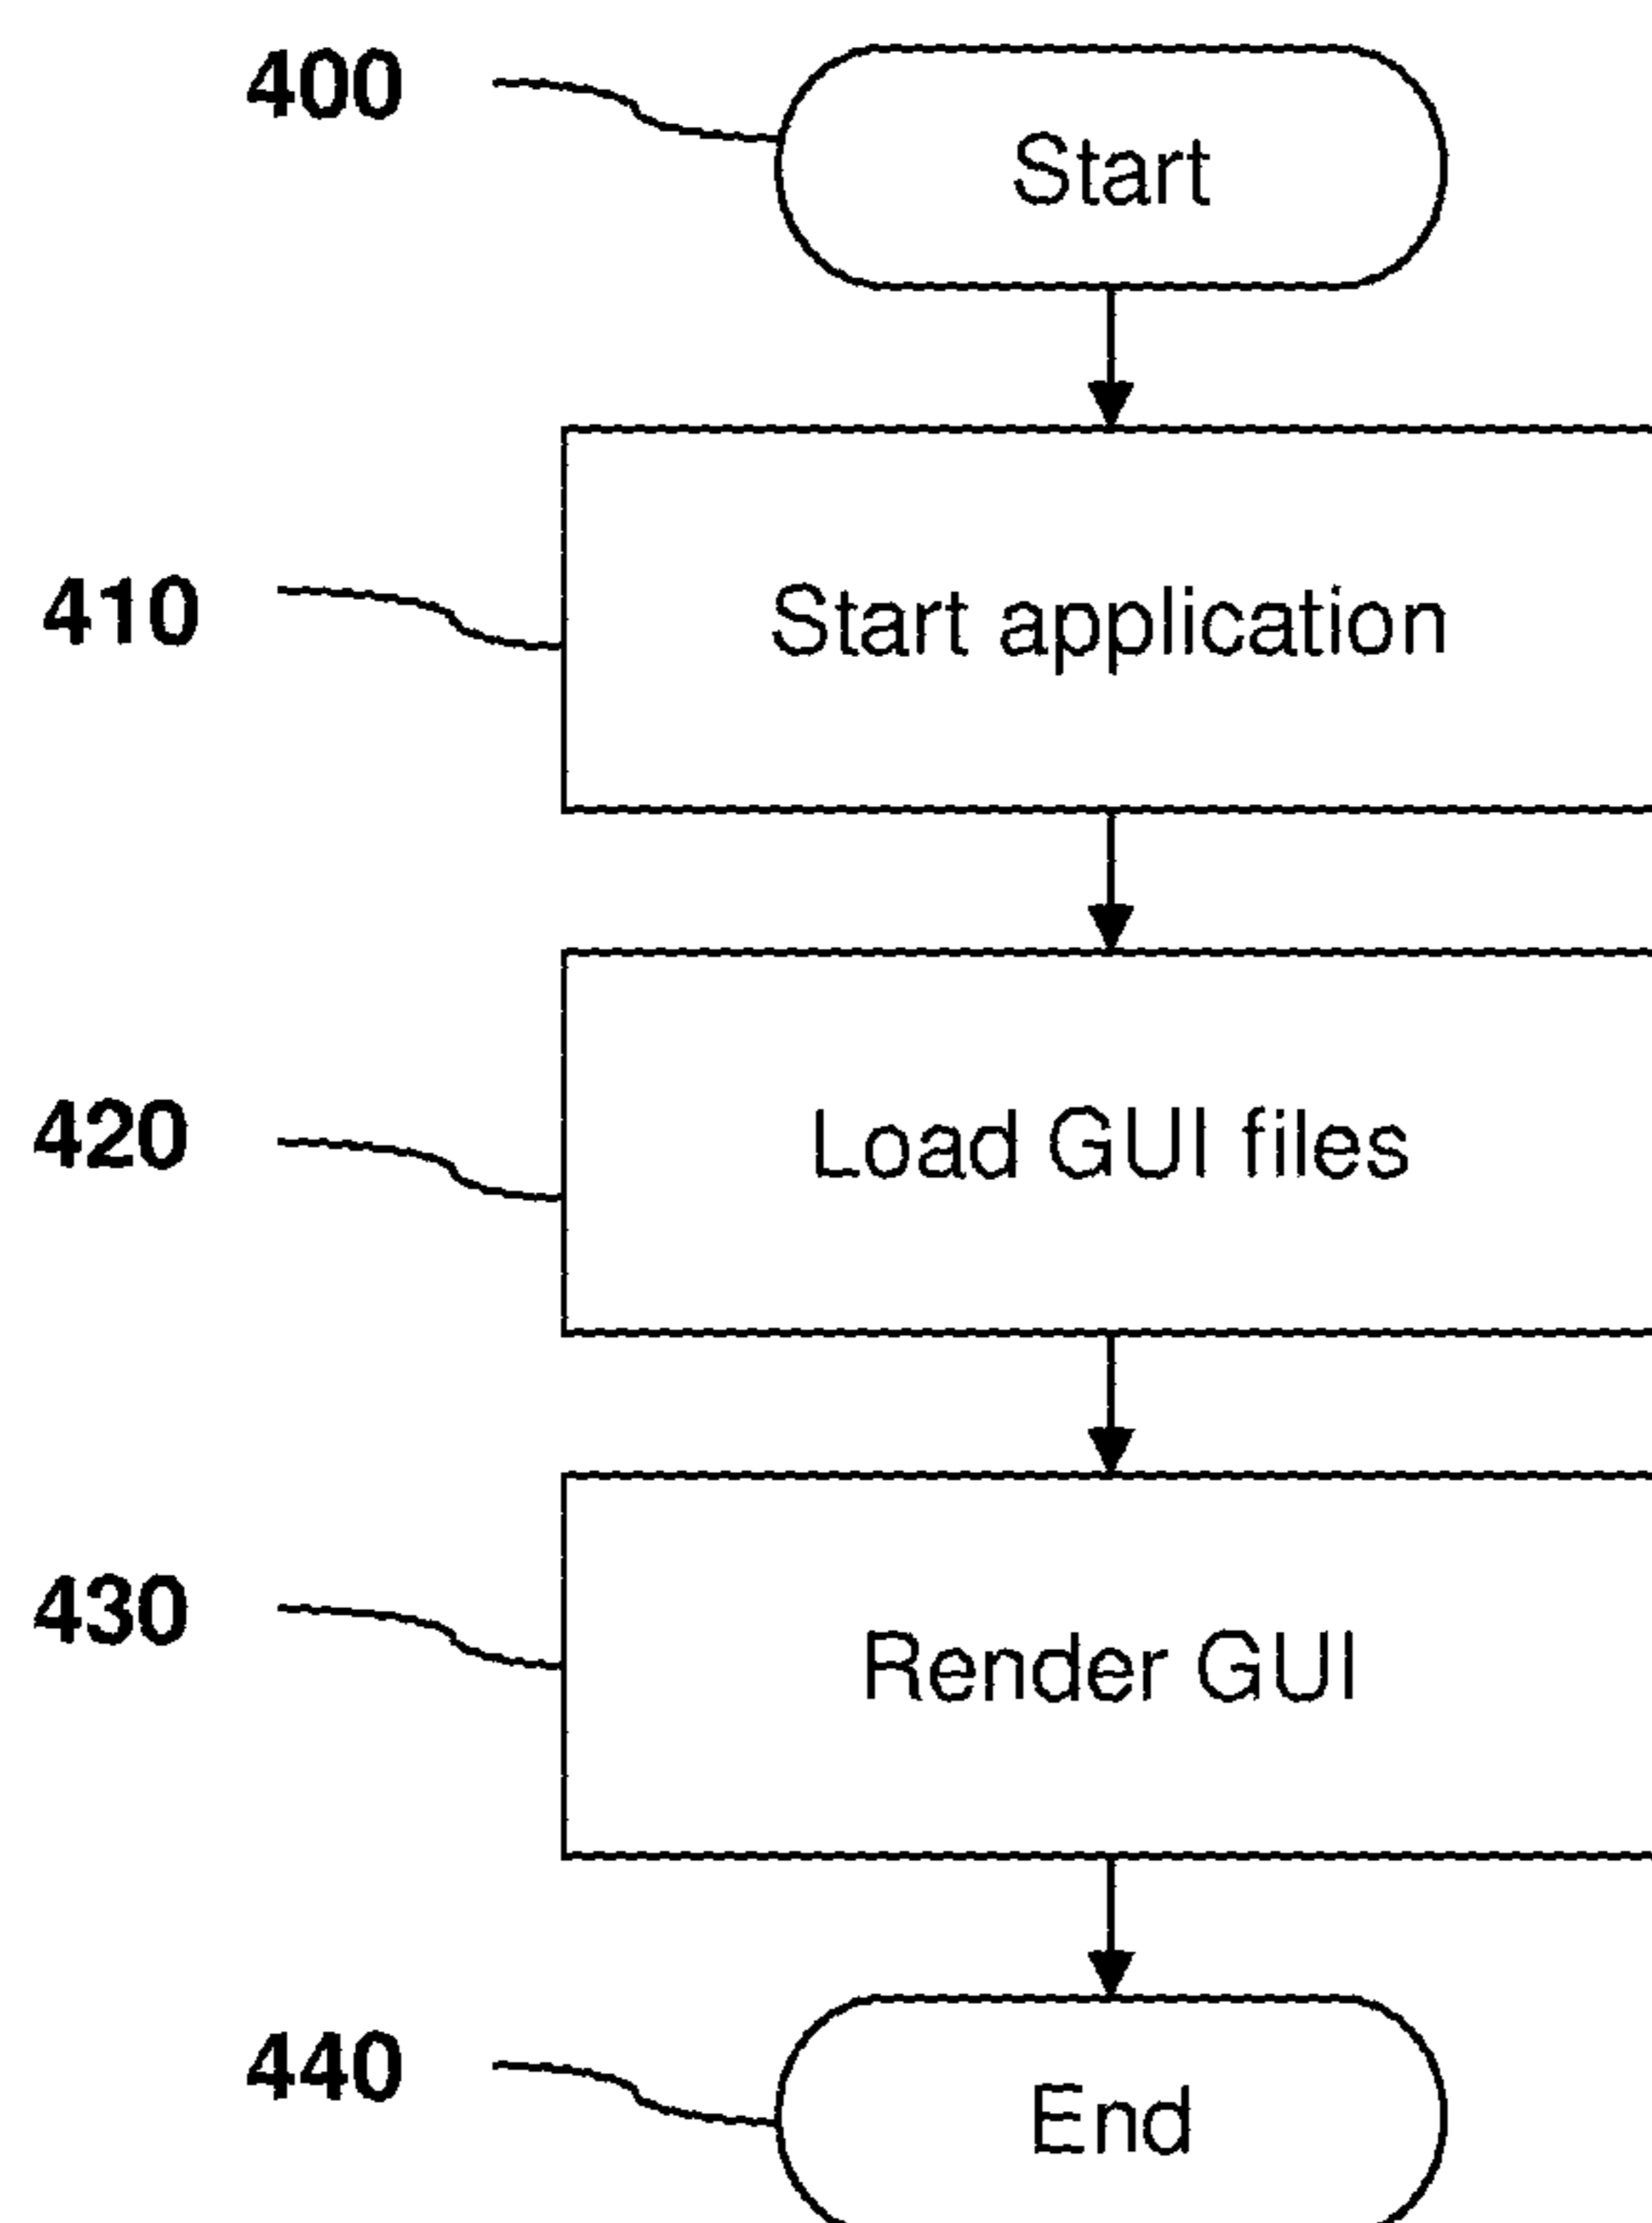 400
Start
410
Start application
420
Load GUI files
430
Render GUI
440
End